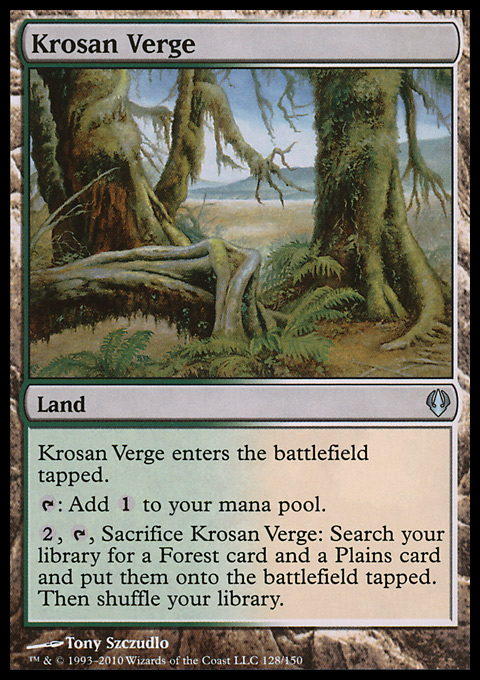 Krosan Verge
Land
Krosan Verge enters the battlefield
tapped.
: Add 1 to your mana pool.
2, , Sacrifice Krosan Verge: Search your
library for a Forest card and a Plains card
and put them onto the battlefield tapped.
Then shuffle your library.
Tony Szczudlo
™ & © 1993–2010 Wizards of the Coast LLC 128/150